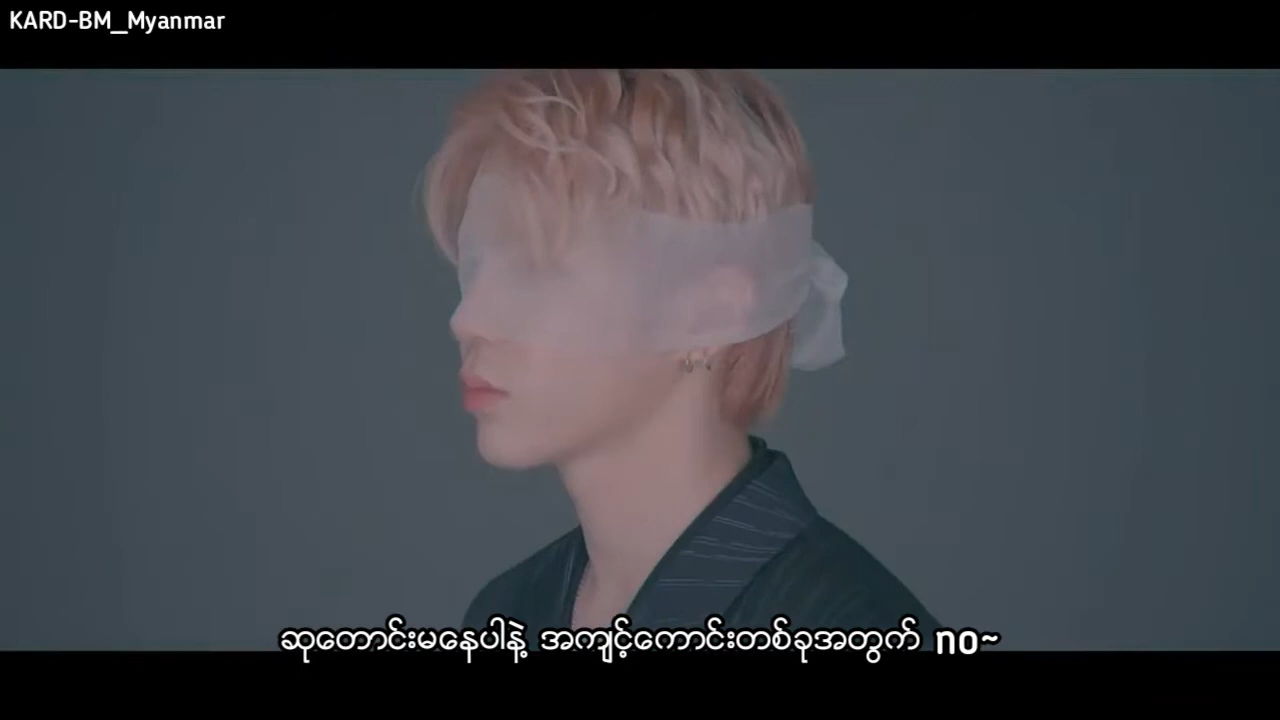 KARD-BM_Myanmar
ဆုတောင်းမနေပါနဲ့ အကျင့်ကောင်းတစ်ခုအတွက် no~